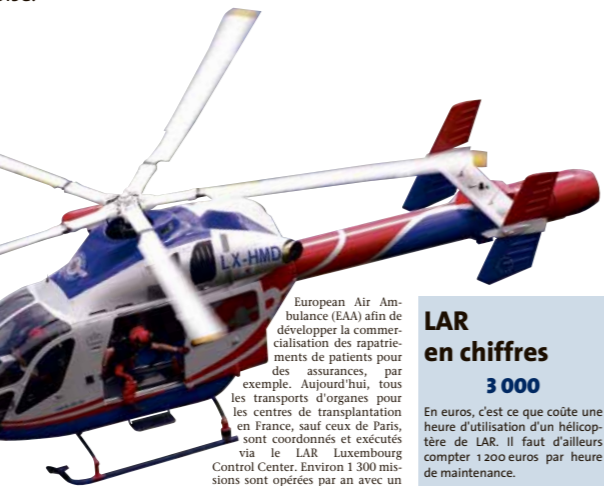 LX-HMD
European Air Am-
bulance (EAA) afin de
développer la commer-
cialisation des rapatrie-
ments de patients pour
des assurances, par
exemple. Aujourd'hui, tous
les transports d'organes pour
les centres de transplantation
en France, sauf ceux de Paris,
sont coordonnés et exécutés
via le LAR Luxembourg
Control Center. Environ 1 300 mis-
sions sont opérées par an avec un
LAR
en chiffres
3 000
En euros, c'est ce que coûte une
heure d'utilisation d'un hélicop-
tère de LAR. Il faut d'ailleurs
compter 1 200 euros par heure
de maintenance.